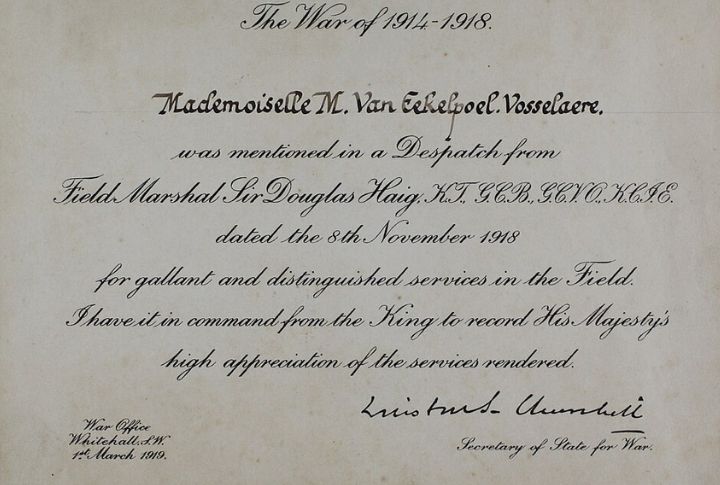 The War of 1914-1918.
Mademoiselle M. Van Eekelpoel. Vosselaere.
was mentioned in a Despatch from
Field Marshal Sir Douglas Haig, K.T., G.C.B., G.C.V.O., K.C.I.E.
dated the 8th November 1918
for gallant and distinguished services in the Field.
I have it in command from the King to record His Majesty's
high appreciation of the services rendered.
Winston S. Churchill
Secretary of State for War.
War Office
Whitehall. S.W.
1st March 1919.